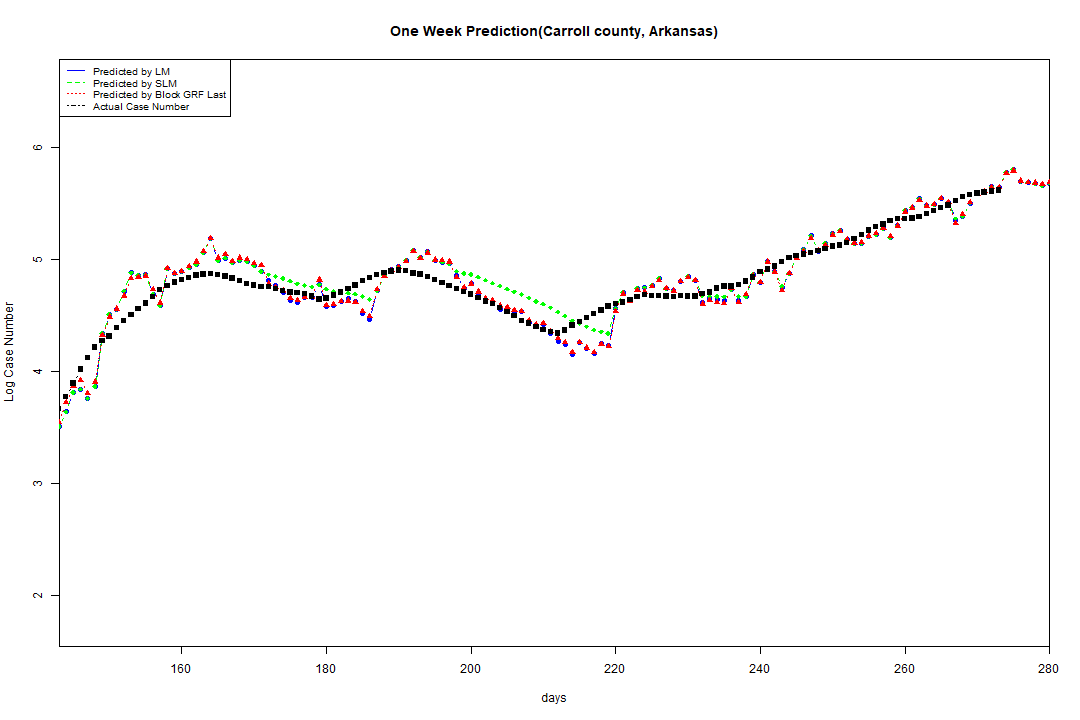 One Week Prediction(Carroll county, Arkansas)
Predicted by LM
Predicted by SLM
Predicted by Block GRF Last
Actual Case Number
6
5
4
3
2
Log Case Number
160 180 200 220 240 260 280
days